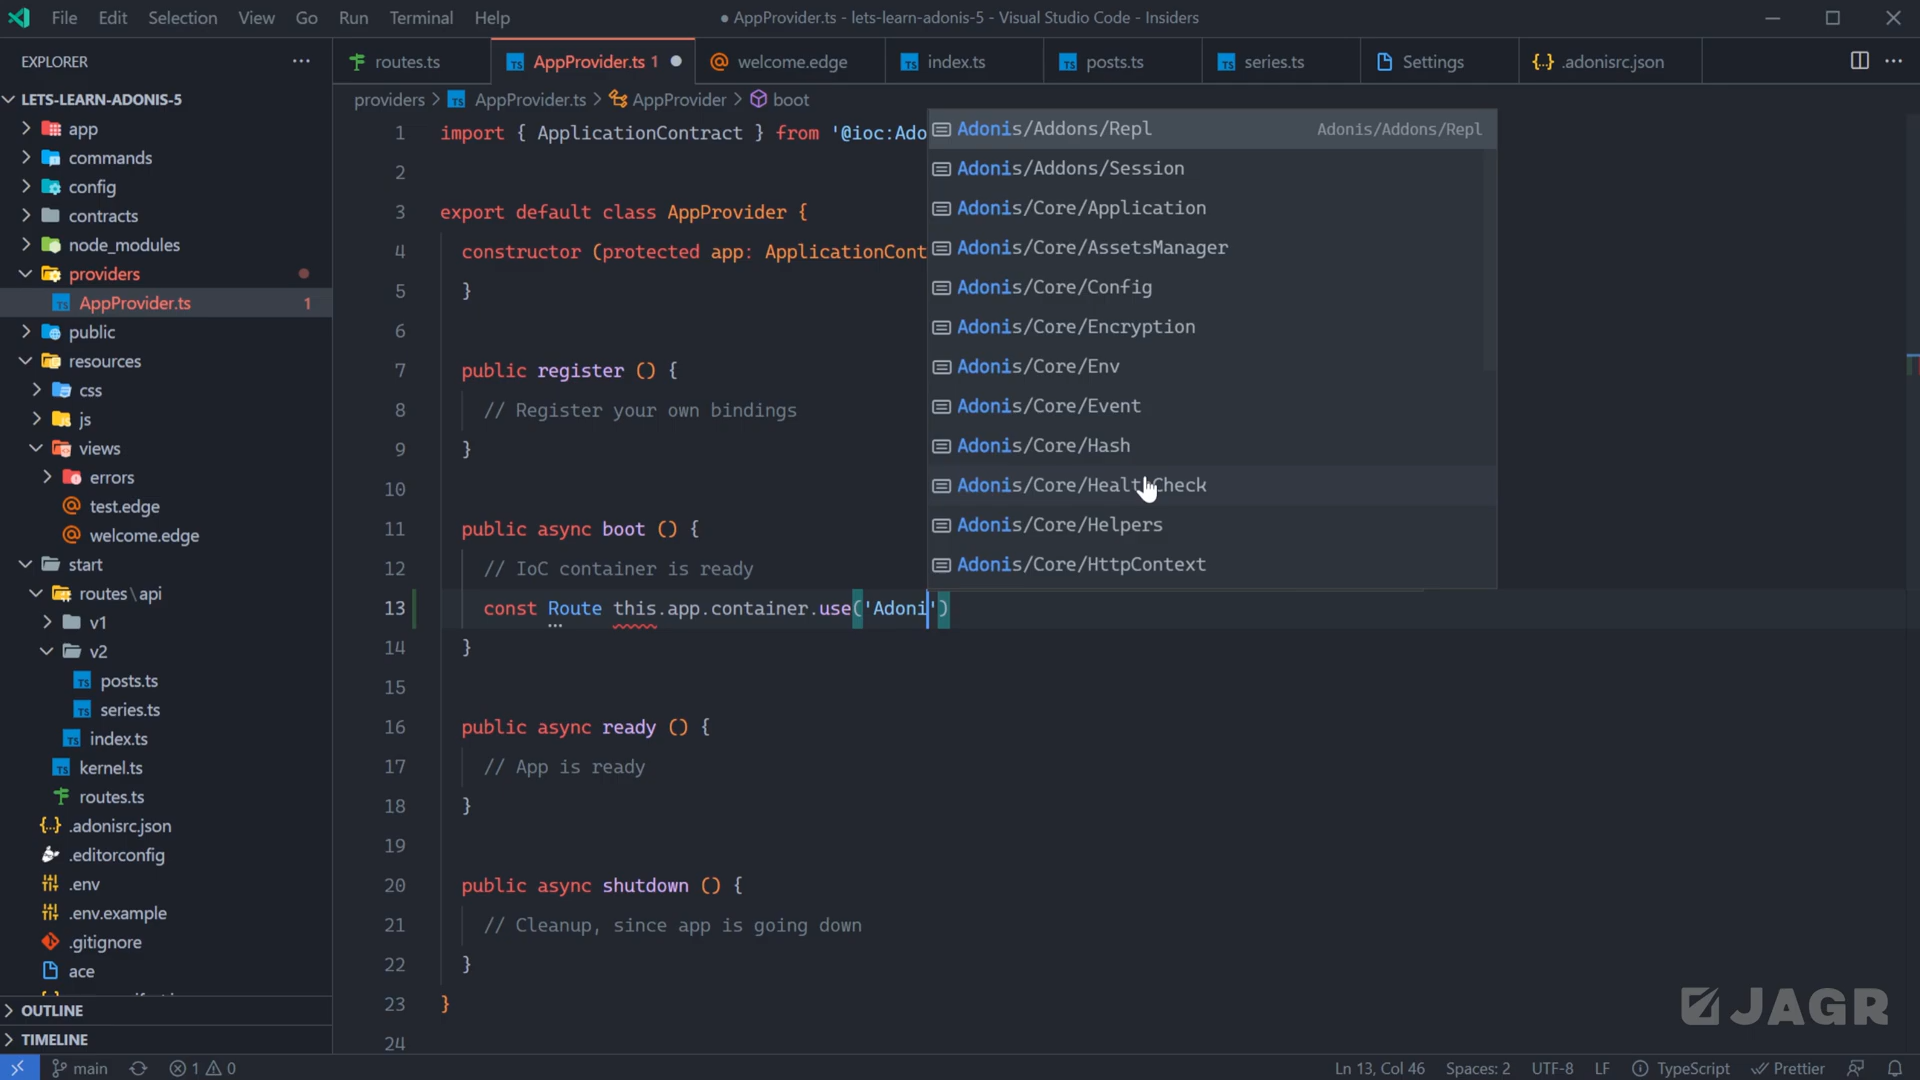 File Edit Selection View Go Run Terminal Help
● AppProvider.ts - lets-learn-adonis-5 - Visual Studio Code - Insiders
EXPLORER
routes.ts
AppProvider.ts 1
welcome.edge
index.ts
posts.ts
series.ts
Settings
.adonisrc.json
LETS-LEARN-ADONIS-5
app
commands
config
contracts
node_modules
providers
AppProvider.ts 1
public
resources
css
js
views
errors
test.edge
welcome.edge
start
routes\api
v1
v2
posts.ts
series.ts
index.ts
kernel.ts
routes.ts
.adonisrc.json
.editorconfig
.env
.env.example
.gitignore
ace
OUTLINE
TIMELINE
providers > AppProvider.ts > AppProvider > boot
1 import { ApplicationContract } from '@ioc:Ado
2
3 export default class AppProvider {
4 constructor (protected app: ApplicationCont
5 }
6
7 public register () {
8 // Register your own bindings
9 }
10
11 public async boot () {
12 // IoC container is ready
13 const Route this.app.container.use('Adoni')
14 }
15
16 public async ready () {
17 // App is ready
18 }
19
20 public async shutdown () {
21 // Cleanup, since app is going down
22 }
23 }
24
Adonis/Addons/Repl Adonis/Addons/Repl
Adonis/Addons/Session
Adonis/Core/Application
Adonis/Core/AssetsManager
Adonis/Core/Config
Adonis/Core/Encryption
Adonis/Core/Env
Adonis/Core/Event
Adonis/Core/Hash
Adonis/Core/HealthCheck
Adonis/Core/Helpers
Adonis/Core/HttpContext
JAGR
main
1 0
Ln 13, Col 46
Spaces: 2
UTF-8
LF
TypeScript
Prettier